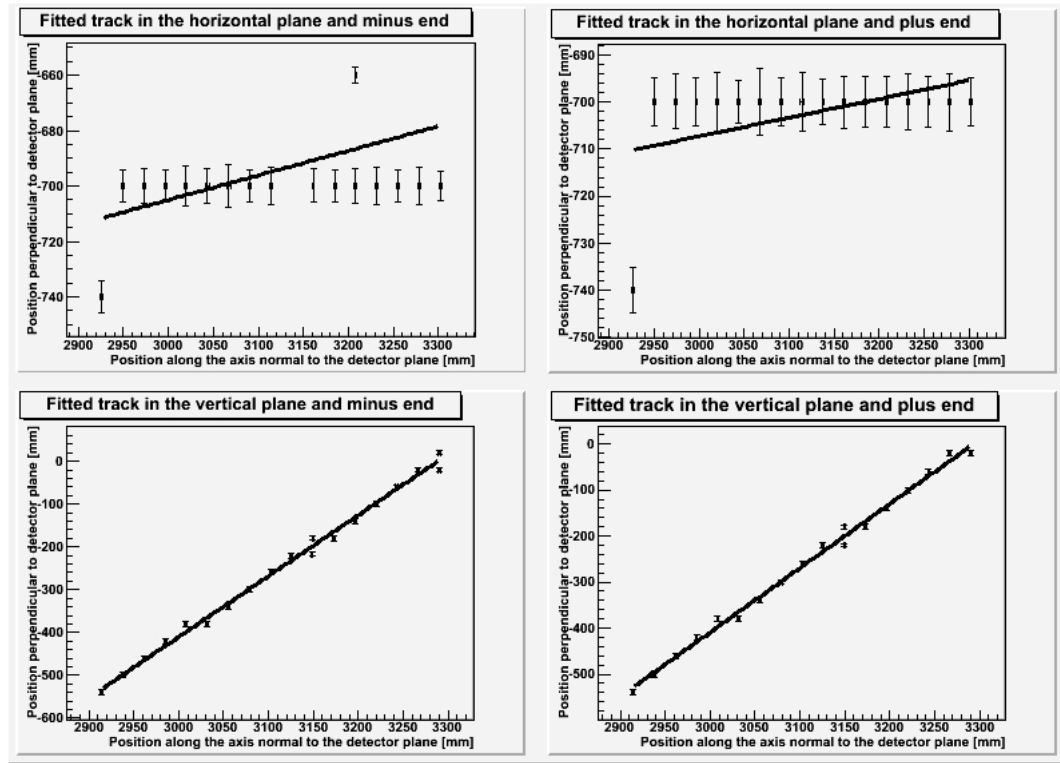 Fitted track in the horizontal plane and minus end
Position perpendicular to detector plane [mm]
-660
-680
-700
-720
-740
2900 2950 3000 3050 3100 3150 3200 3250 3300
Position along the axis normal to the detector plane [mm]
Fitted track in the horizontal plane and plus end
Position perpendicular to detector plane [mm]
-690
-700
-710
-720
-730
-740
-750
2900 2950 3000 3050 3100 3150 3200 3250 3300
Position along the axis normal to the detector plane [mm]
Fitted track in the vertical plane and minus end
Position perpendicular to detector plane [mm]
0
-100
-200
-300
-400
-500
-600
2900 2950 3000 3050 3100 3150 3200 3250 3300
Position along the axis normal to the detector plane [mm]
Fitted track in the vertical plane and plus end
Position perpendicular to detector plane [mm]
0
-100
-200
-300
-400
-500
2900 2950 3000 3050 3100 3150 3200 3250 3300
Position along the axis normal to the detector plane [mm]